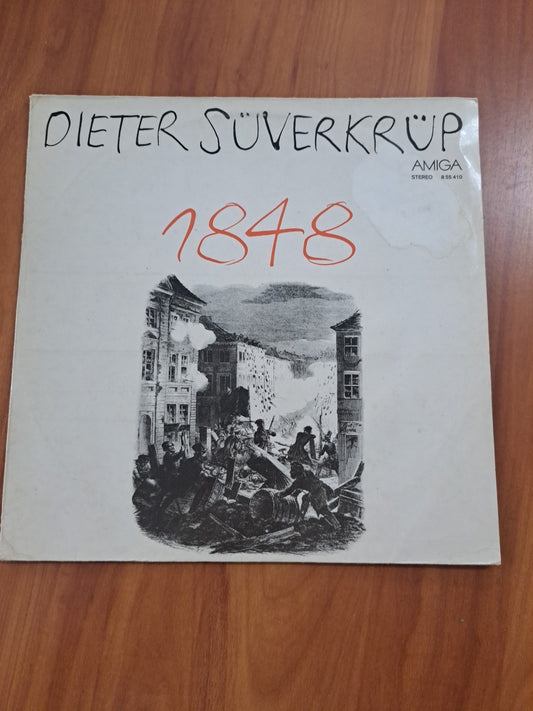 DIETER SÜVERKRÜP
AMIGA
STEREO 8 55 410
1848